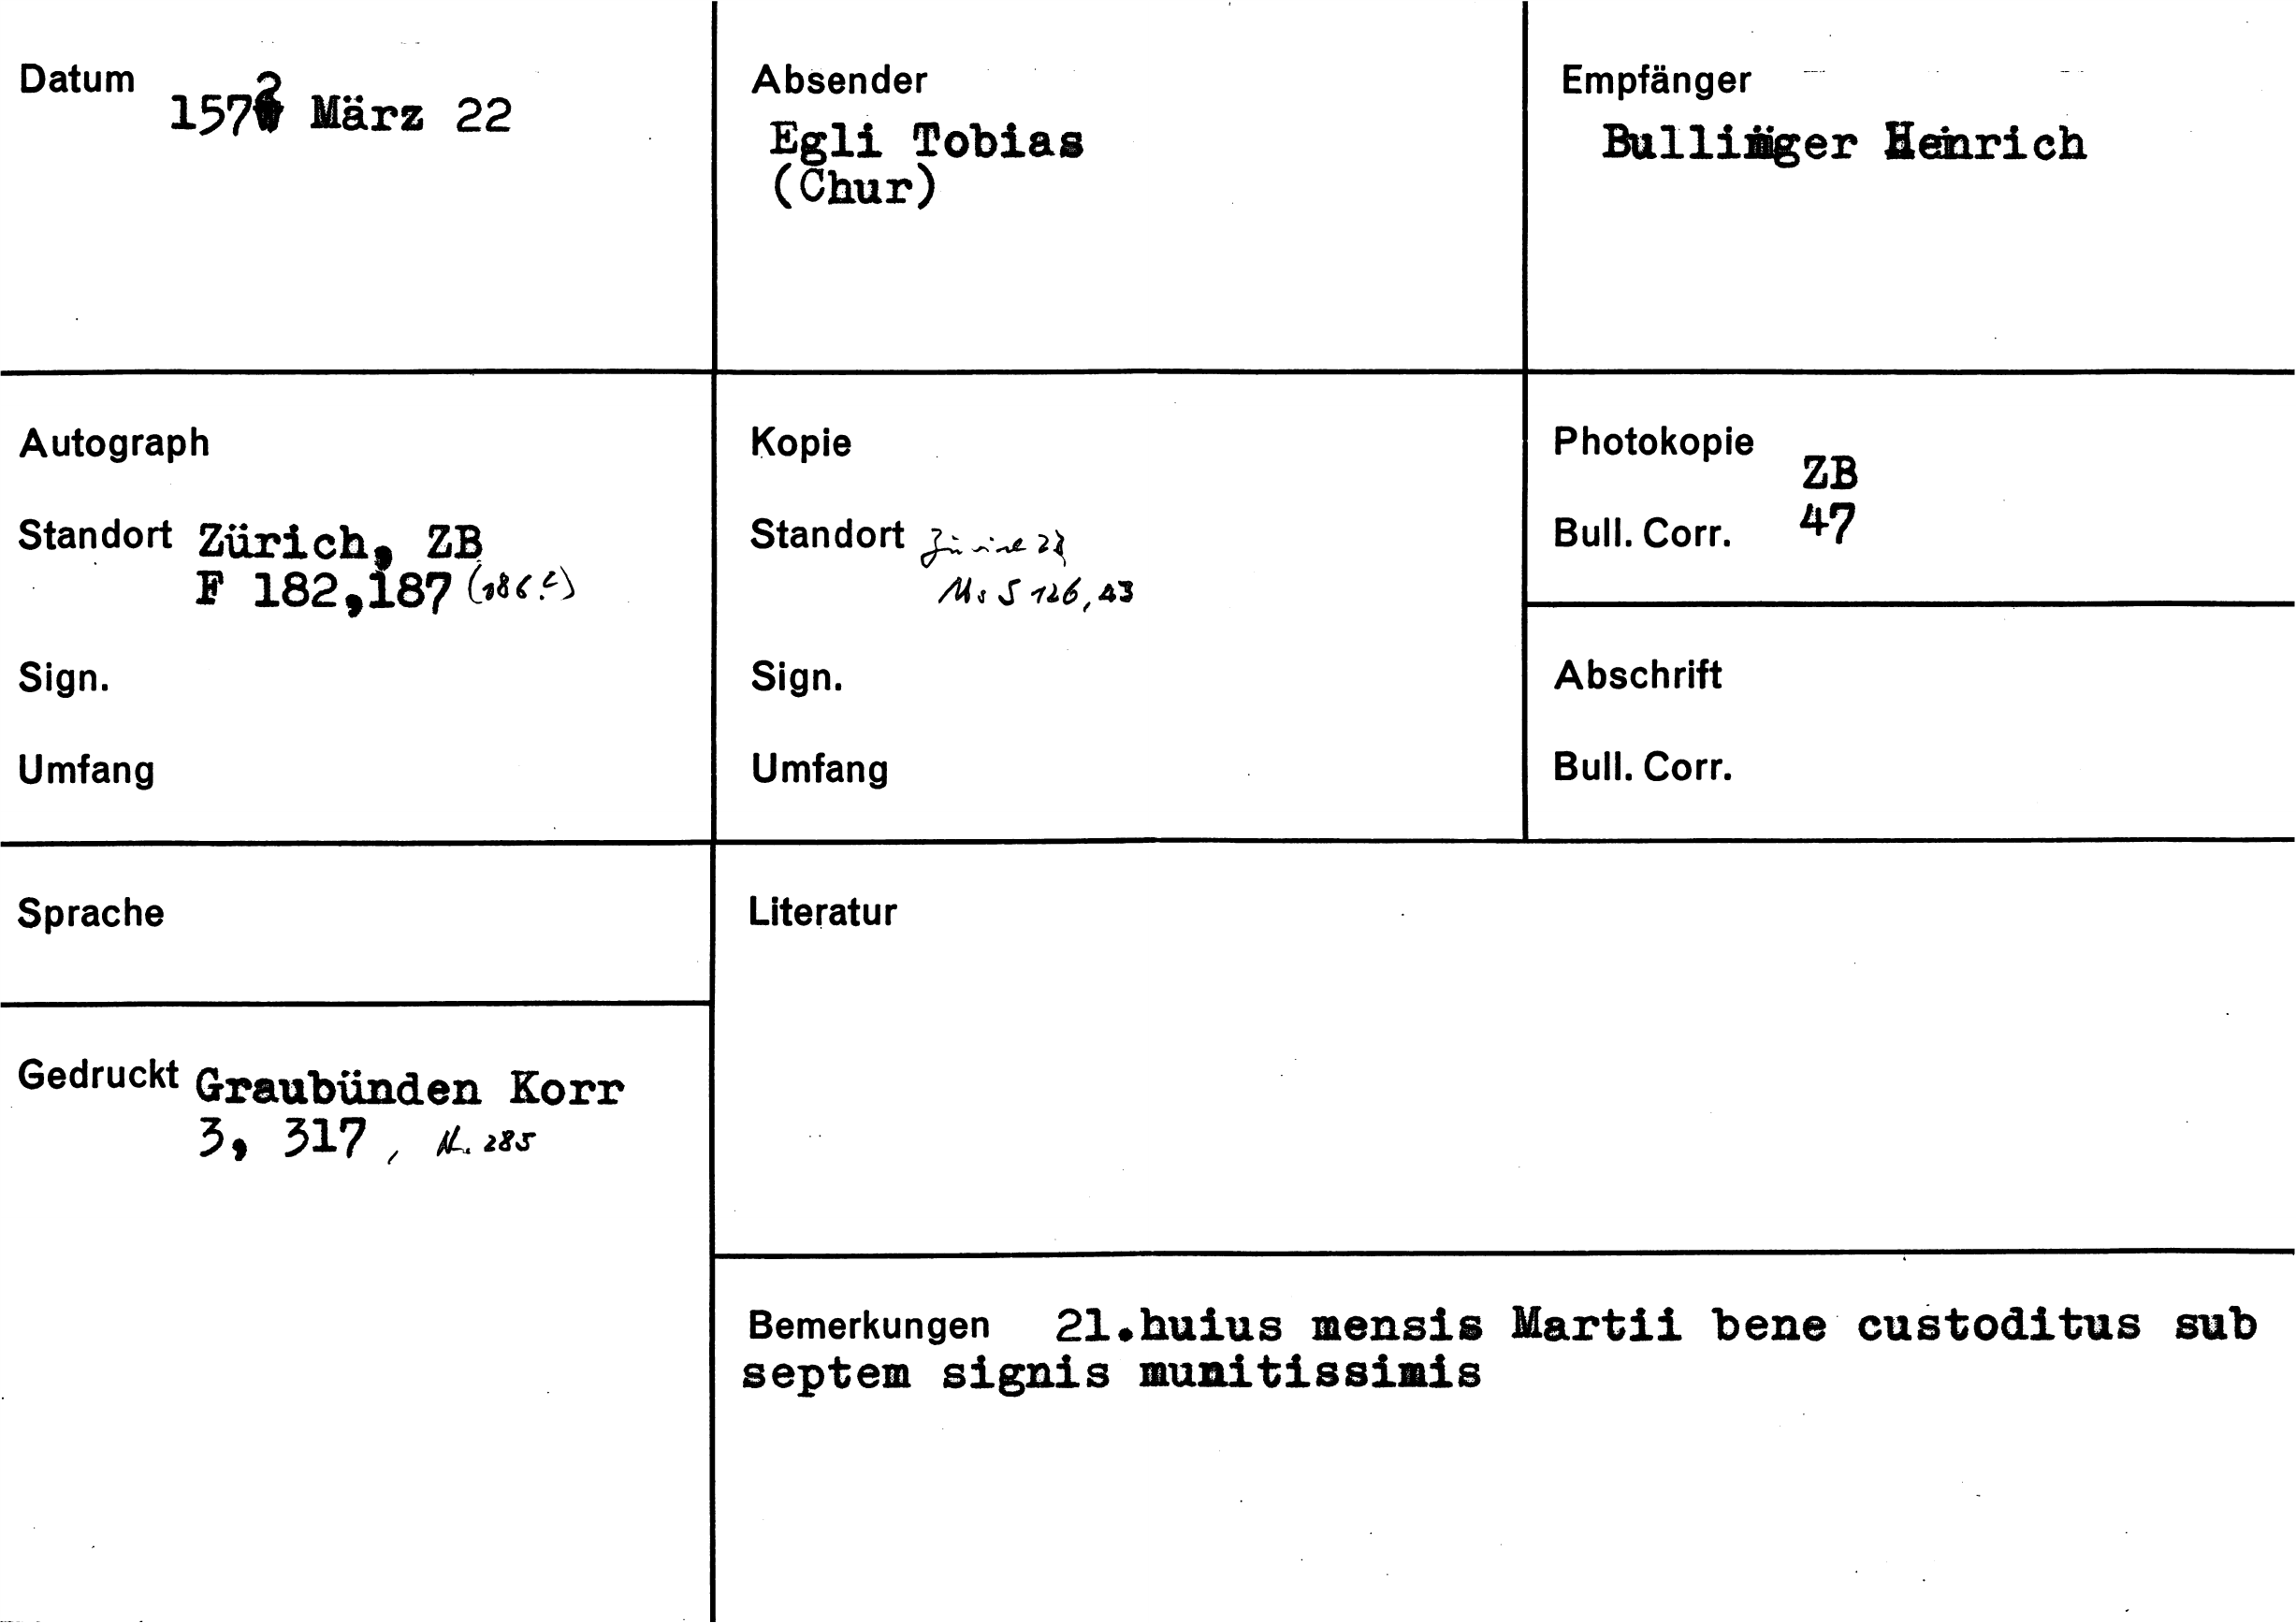 Datum 1572 März 22
Absender
Egli Tobias
(Chur)
Empfänger
Bullinger Heinrich
Autograph
Standort Zürich, ZB
F 182,187
Sign.
Umfang
Kopie
Standort Zürich ZB
Ms S 126, 43
Sign.
Umfang
Photokopie ZB
Bull. Corr. 47
Abschrift
Bull. Corr.
Sprache
Literatur
Gedruckt Graubünden Korr
3, 317, Nr. 285
Bemerkungen 21.huius mensis Martii bene custoditus sub
septem signis munitissimis